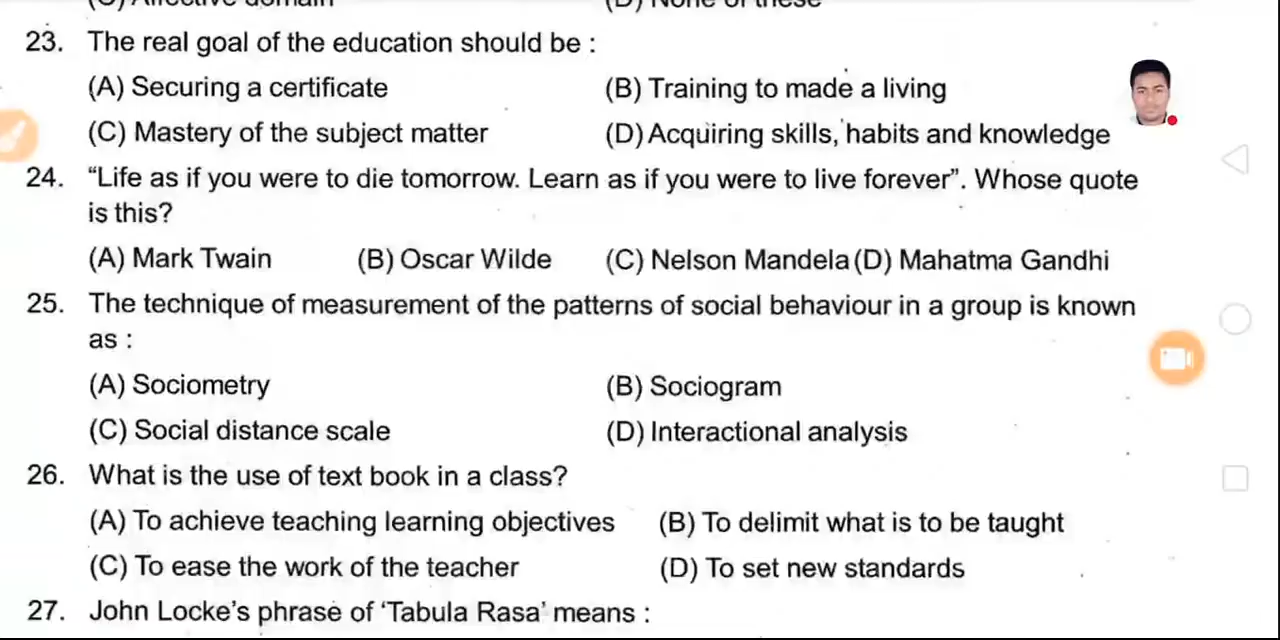 23. The real goal of the education should be :
(A) Securing a certificate (B) Training to made a living
(C) Mastery of the subject matter (D) Acquiring skills, habits and knowledge
24. “Life as if you were to die tomorrow. Learn as if you were to live forever”. Whose quote
is this?
(A) Mark Twain (B) Oscar Wilde (C) Nelson Mandela (D) Mahatma Gandhi
25. The technique of measurement of the patterns of social behaviour in a group is known
as :
(A) Sociometry (B) Sociogram
(C) Social distance scale (D) Interactional analysis
26. What is the use of text book in a class?
(A) To achieve teaching learning objectives (B) To delimit what is to be taught
(C) To ease the work of the teacher (D) To set new standards
27. John Locke’s phrase of ‘Tabula Rasa’ means :